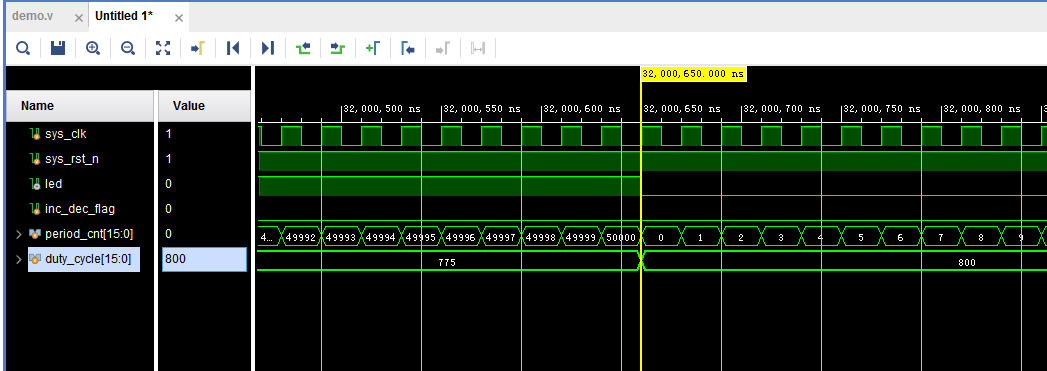 demo.v × Untitled 1* ×
32,000,650.000 ns
Name Value
32,000,500 ns 32,000,550 ns 32,000,600 ns 32,000,650 ns 32,000,700 ns 32,000,750 ns 32,000,800 ns
sys_clk 1
sys_rst_n 1
led 0
inc_dec_flag 0
period_cnt[15:0] 0 4... 49992 49993 49994 49995 49996 49997 49998 49999 50000 0 1 2 3 4 5 6 7 8 9
duty_cycle[15:0] 800 775 800